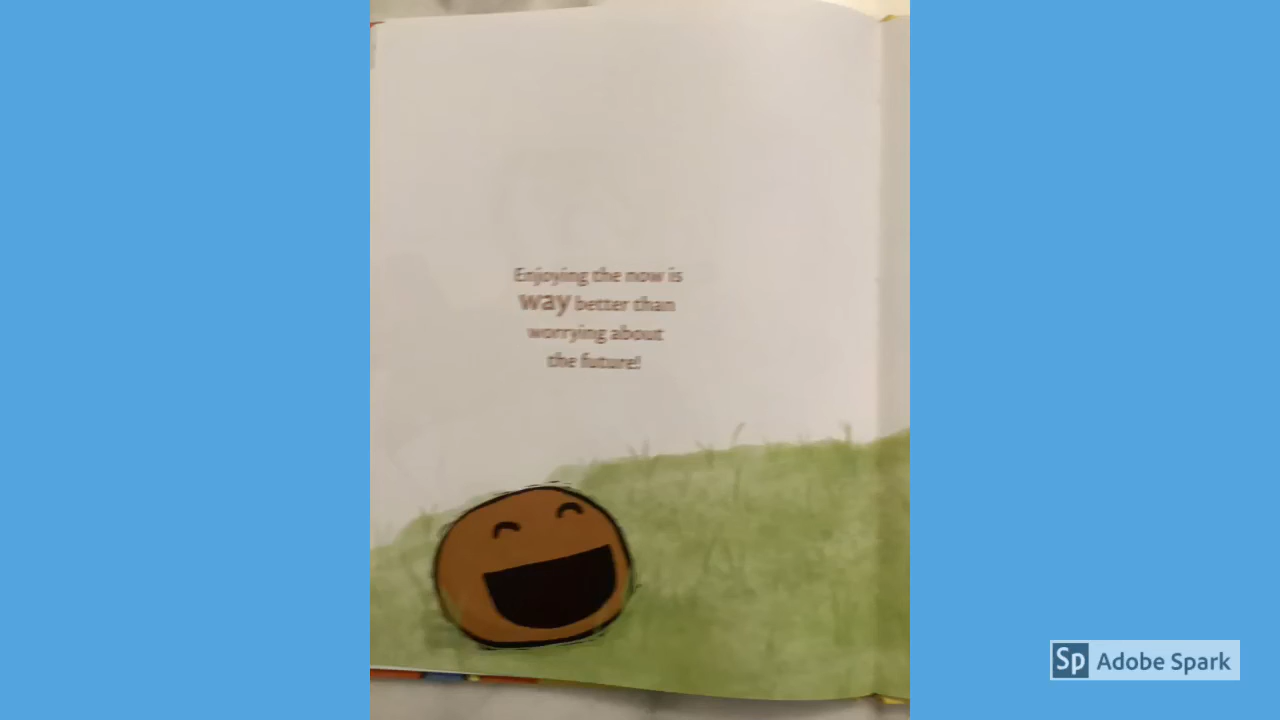 Enjoying the now is
way better than
worrying about
the future!
Sp Adobe Spark